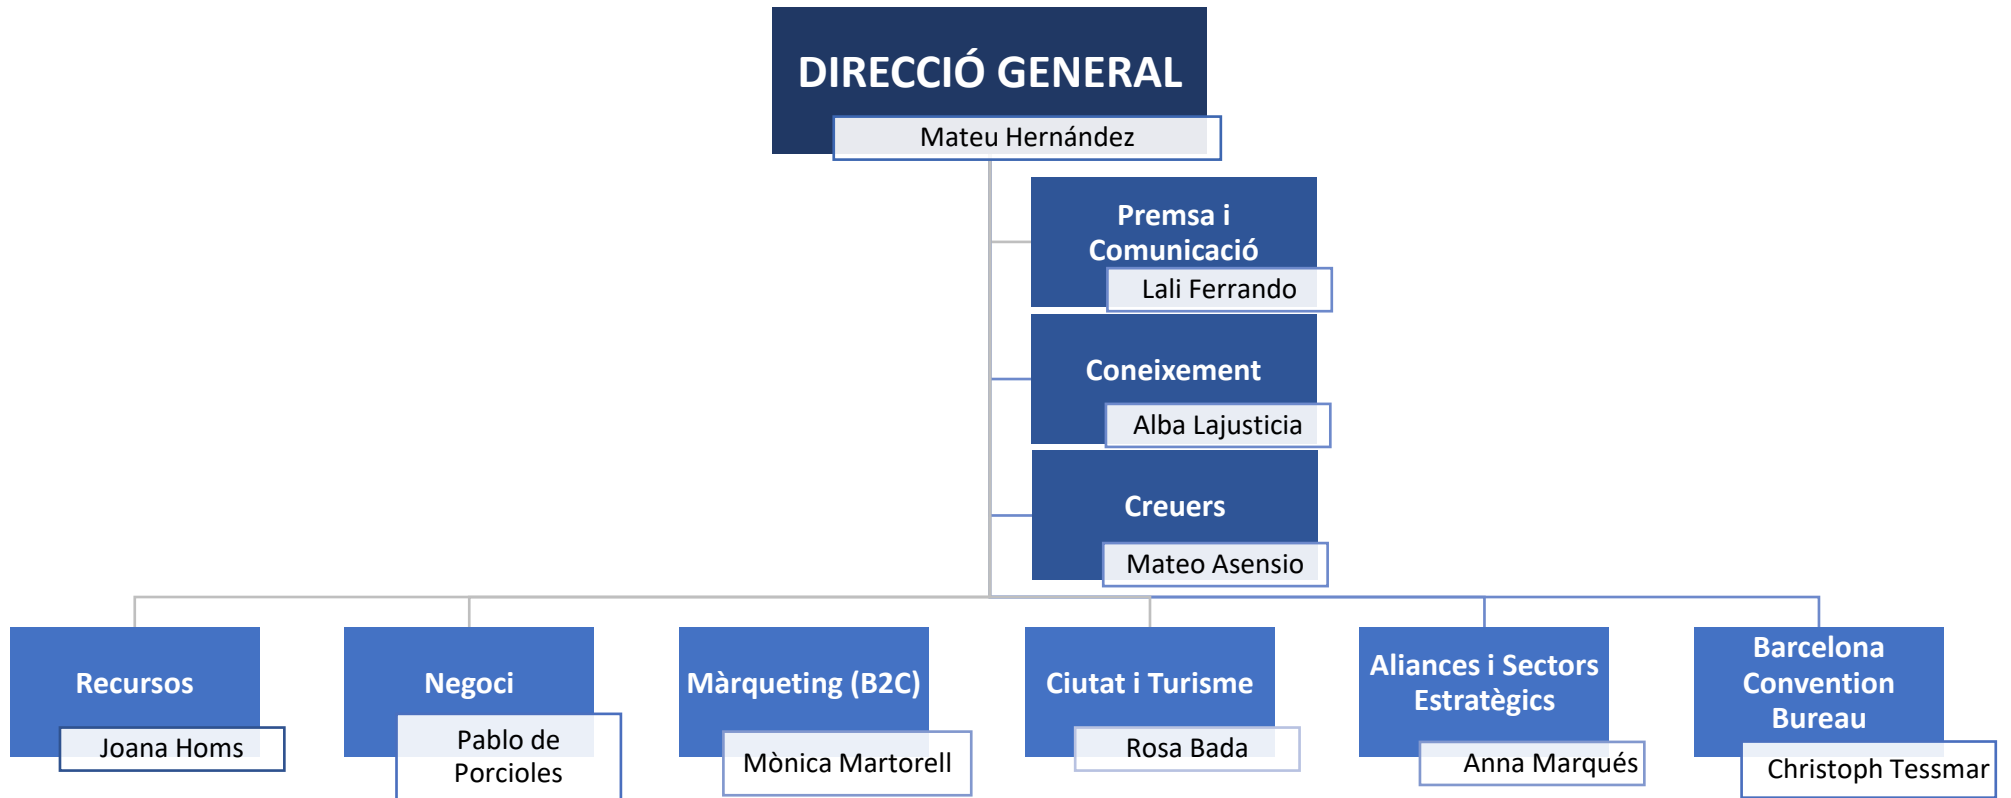 DIRECCIÓ GENERAL
Mateu Hernández
Premsa i
Comunicació
Lali Ferrando
Coneixement
Alba Lajusticia
Creuers
Mateo Asensio
Recursos
Joana Homs
Negoci
Pablo de
Porcioles
Màrqueting (B2C)
Mònica Martorell
Ciutat i Turisme
Rosa Bada
Aliances i Sectors
Estratègics
Anna Marqués
Barcelona
Convention
Bureau
Christoph Tessmar